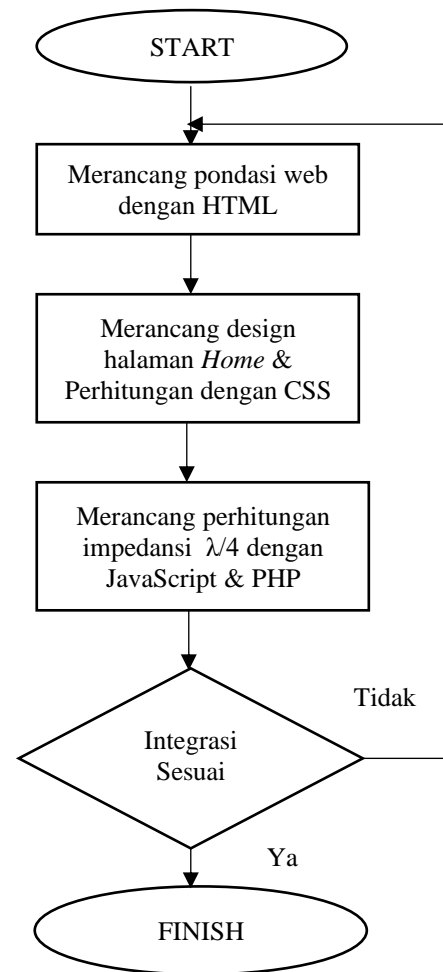 START
Merancang pondasi web
dengan HTML
Merancang design
halaman Home &
Perhitungan dengan CSS
Merancang perhitungan
impedansi λ/4 dengan
JavaScript & PHP
Tidak
Integrasi
Sesuai
Ya
FINISH